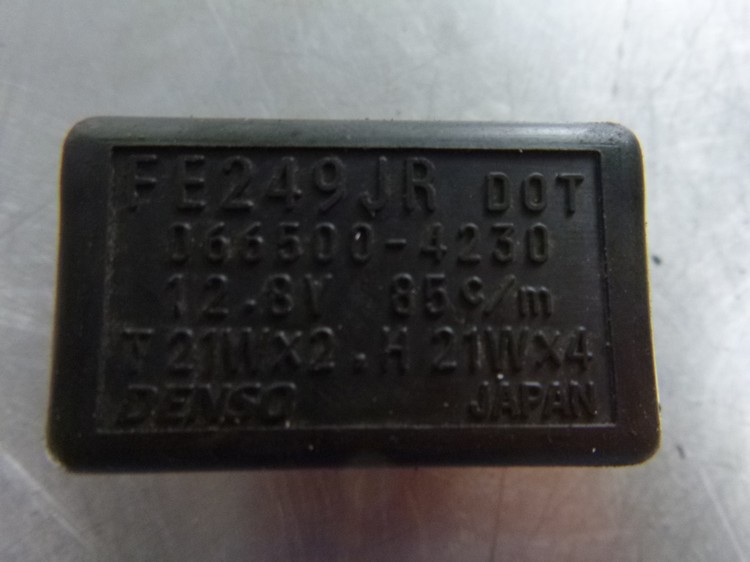 FE249JR DOT
066500-4230
12.8V 85c/m
T 21WX2.H 21WX4
DENSO JAPAN